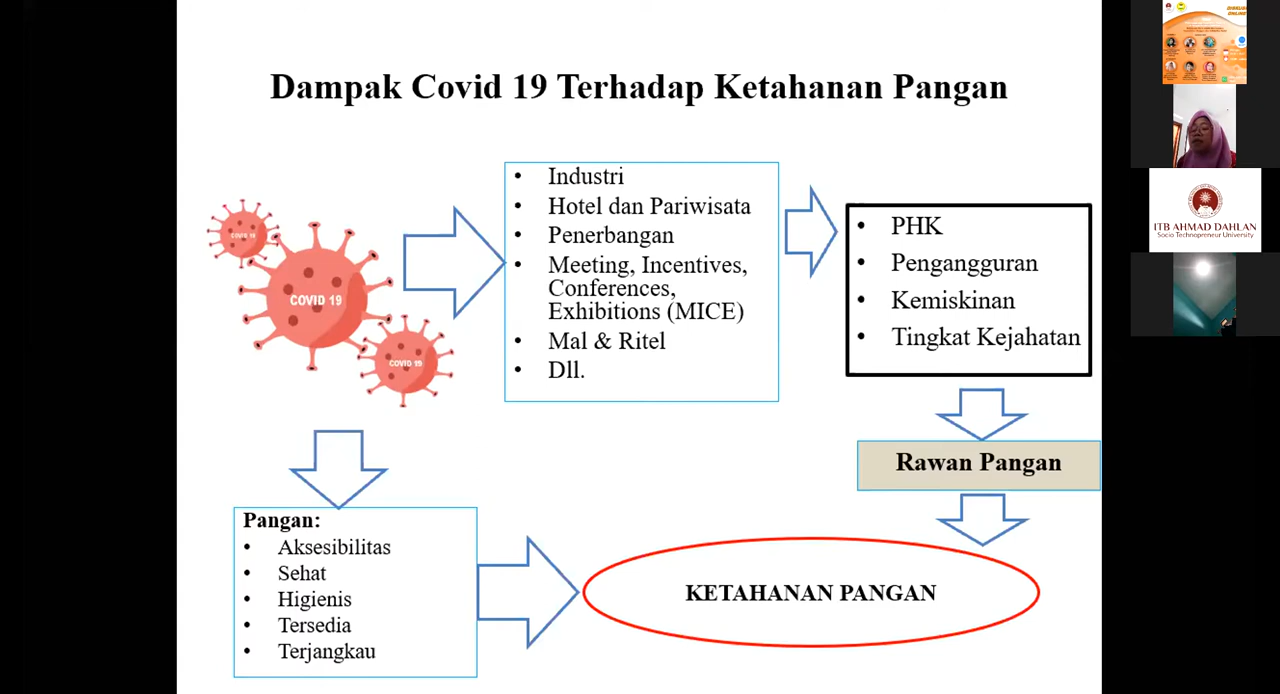 Dampak Covid 19 Terhadap Ketahanan Pangan
COVID 19
COVID 19
COVID 19
• Industri
• Hotel dan Pariwisata
• Penerbangan
• Meeting, Incentives,
Conferences,
Exhibitions (MICE)
• Mal & Ritel
• Dll.
• PHK
• Pengangguran
• Kemiskinan
• Tingkat Kejahatan
Rawan Pangan
Pangan:
• Aksesibilitas
• Sehat
• Higienis
• Tersedia
• Terjangkau
KETAHANAN PANGAN
DISKUSI
ONLINE
ITB AHMAD DAHLAN
Socio Technopreneur University